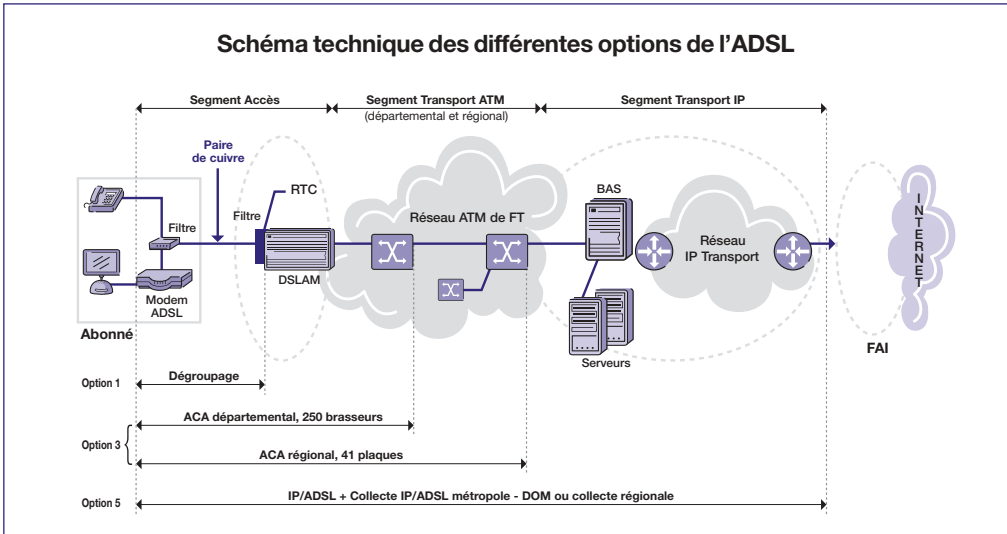 Schéma technique des différentes options de l'ADSL
Segment Accès
Segment Transport ATM
(départemental et régional)
Segment Transport IP
Paire
de cuivre
RTC
Filtre
Filtre
DSLAM
Modem
ADSL
Abonné
Réseau ATM de FT
BAS
Serveurs
Réseau
IP Transport
INTERNET
FAI
Option 1
Dégroupage
ACA départemental, 250 brasseurs
Option 3
ACA régional, 41 plaques
Option 5
IP/ADSL + Collecte IP/ADSL métropole - DOM ou collecte régionale